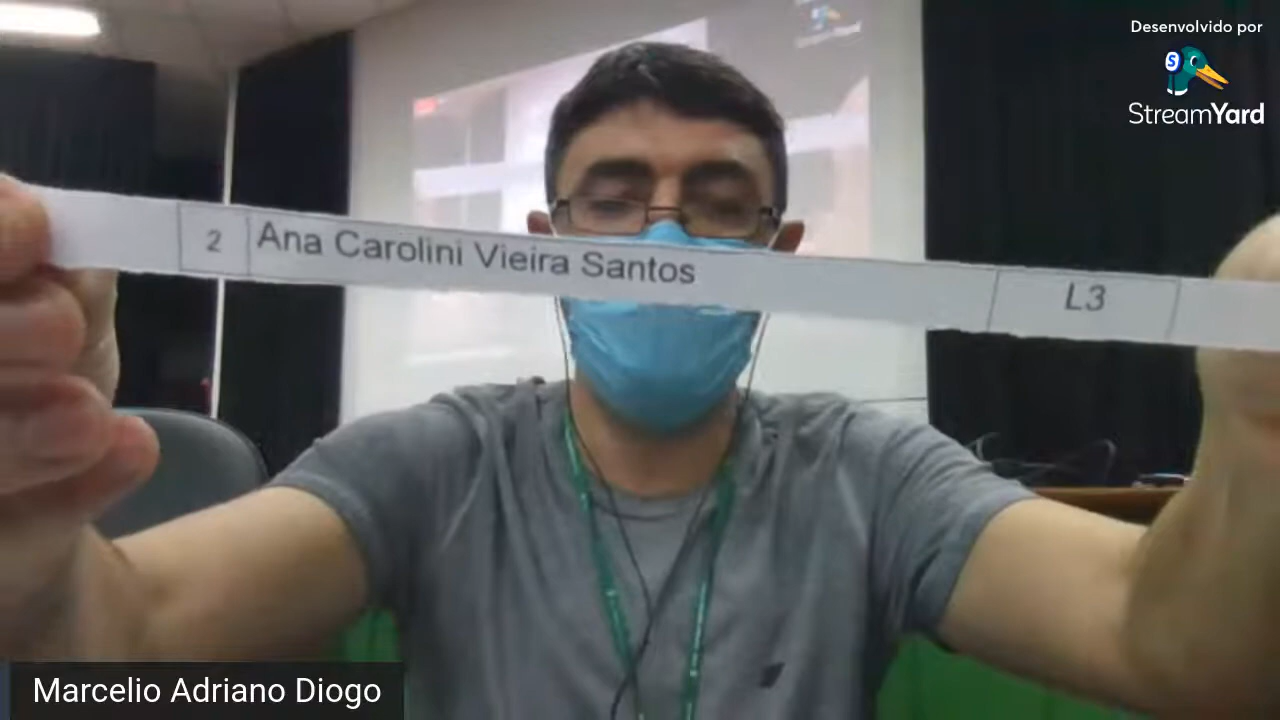 Desenvolvido por
S
StreamYard
2 Ana Carolini Vieira Santos L3
Marcelio Adriano Diogo